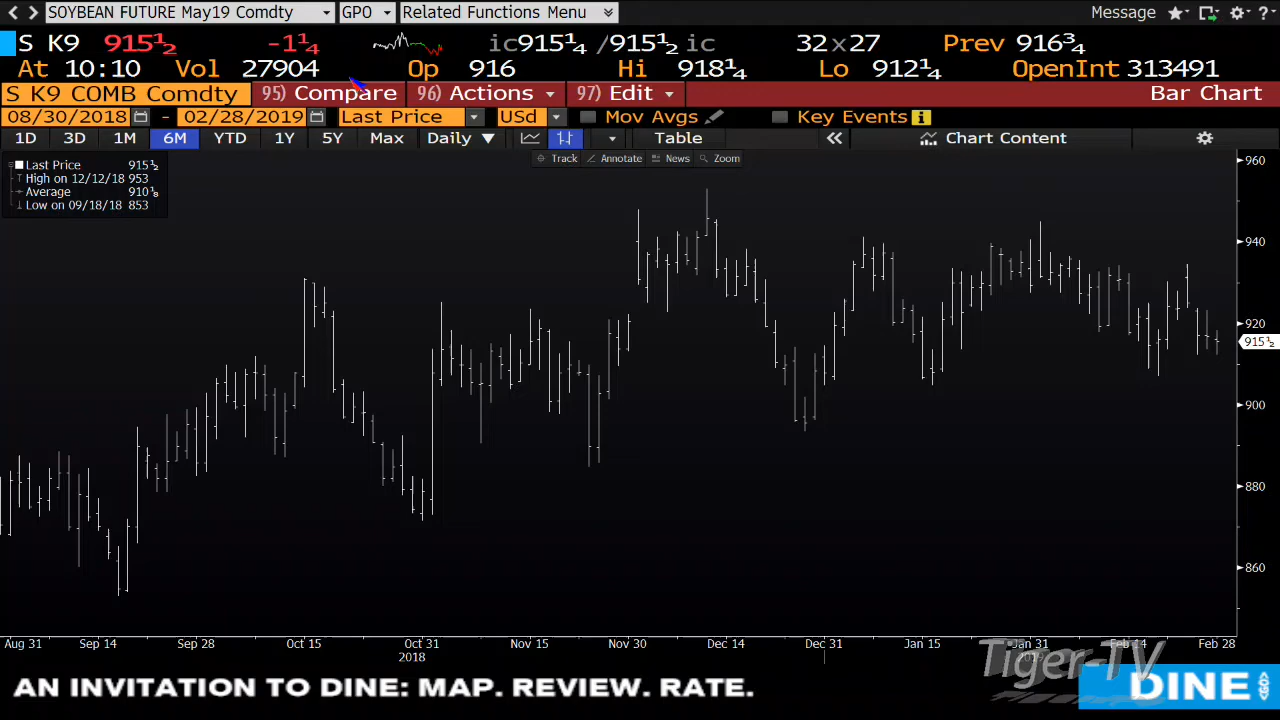 SOYBEAN FUTURE May19 Comdty GPO Related Functions Menu Message ?
S K9 915½ -1¼ ic915¼ /915½ ic 32x27 Prev 916¾
At 10:10 Vol 27904 Op 916 Hi 918¼ Lo 912¼ OpenInt 313491
S K9 COMB Comdty 95) Compare 96) Actions 97) Edit Bar Chart
08/30/2018 - 02/28/2019 Last Price USd Mov Avgs Key Events
1D 3D 1M 6M YTD 1Y 5Y Max Daily Table Chart Content
Track Annotate News Zoom
Last Price 915½
High on 12/12/18 953
Average 910⅛
Low on 09/18/18 853
960
940
920
915½
900
880
860
Aug 31 Sep 14 Sep 28 Oct 15 Oct 31 Nov 15 Nov 30 Dec 14 Dec 31 Jan 15 Jan 31 Feb 14 Feb 28
2018 2019
Tiger-TV
AN INVITATION TO DINE: MAP. REVIEW. RATE.
DINE